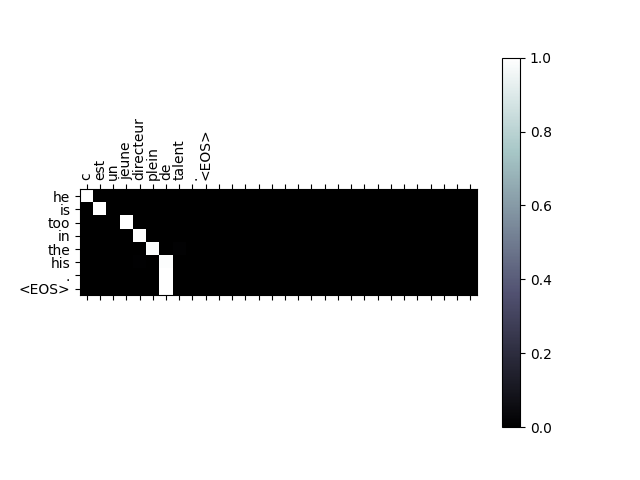 c
est
un
jeune
directeur
plein
de
talent
.
<EOS>
he
is
too
in
the
his
.
<EOS>
1.0
0.8
0.6
0.4
0.2
0.0